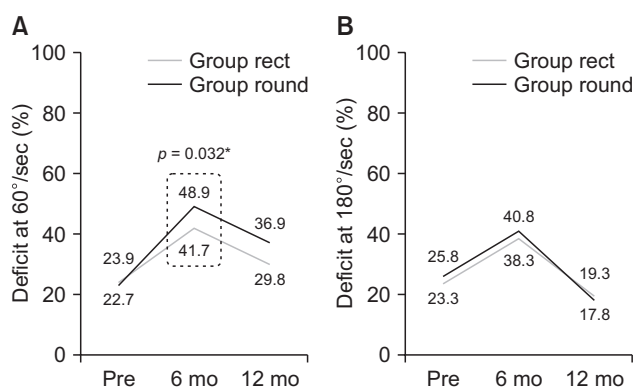 A
Deficit at 60°/sec (%)
100
80
60
40
20
0
Group rect
Group round
p = 0.032*
48.9
41.7
23.9
22.7
36.9
29.8
Pre
6 mo
12 mo
B
Deficit at 180°/sec (%)
100
80
60
40
20
0
Group rect
Group round
40.8
38.3
25.8
23.3
19.3
17.8
Pre
6 mo
12 mo